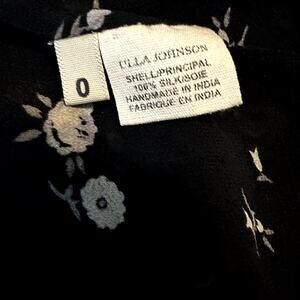 ULLA JOHNSON
SHELL/PRINCIPAL
100% SILK/SOIE
HANDMADE IN INDIA
FABRIQUE EN INDIA
0